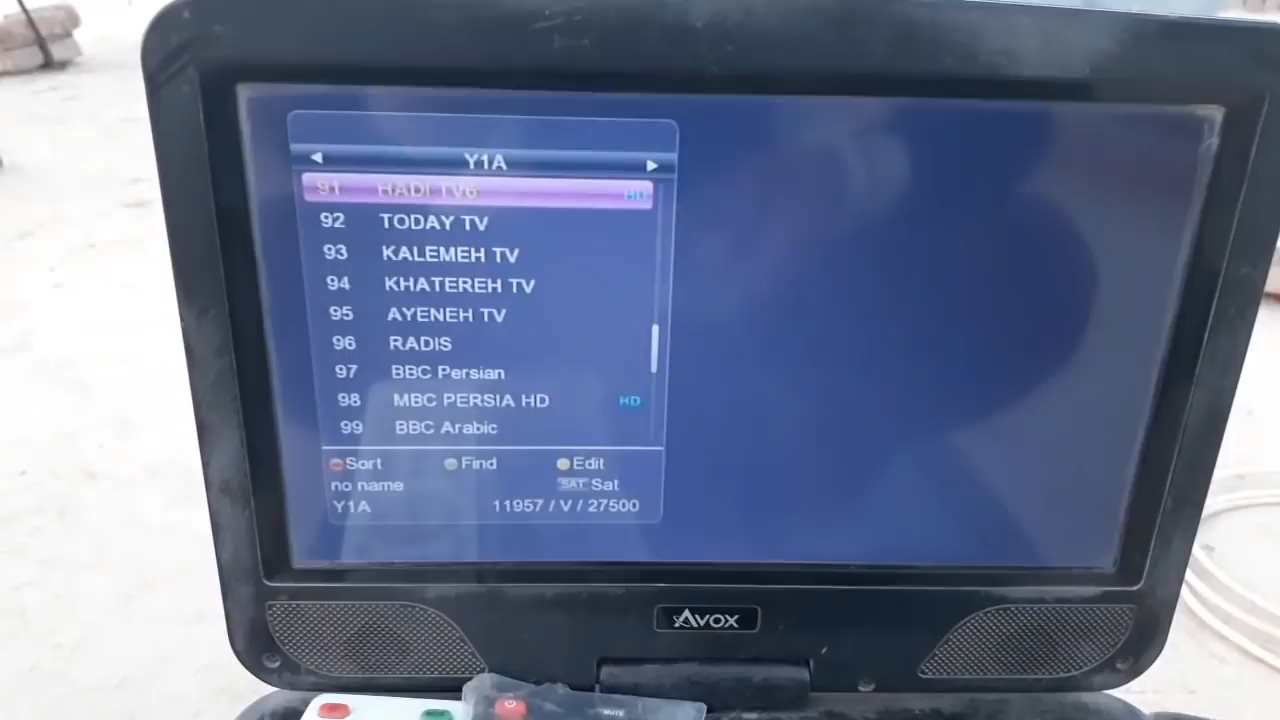 Y1A
91 HADI TV6 HD
92 TODAY TV
93 KALEMEH TV
94 KHATEREH TV
95 AYENEH TV
96 RADIS
97 BBC Persian
98 MBC PERSIA HD HD
99 BBC Arabic
Sort Find Edit
no name SAT Sat
Y1A 11957 / V / 27500
AVOX
MUTE